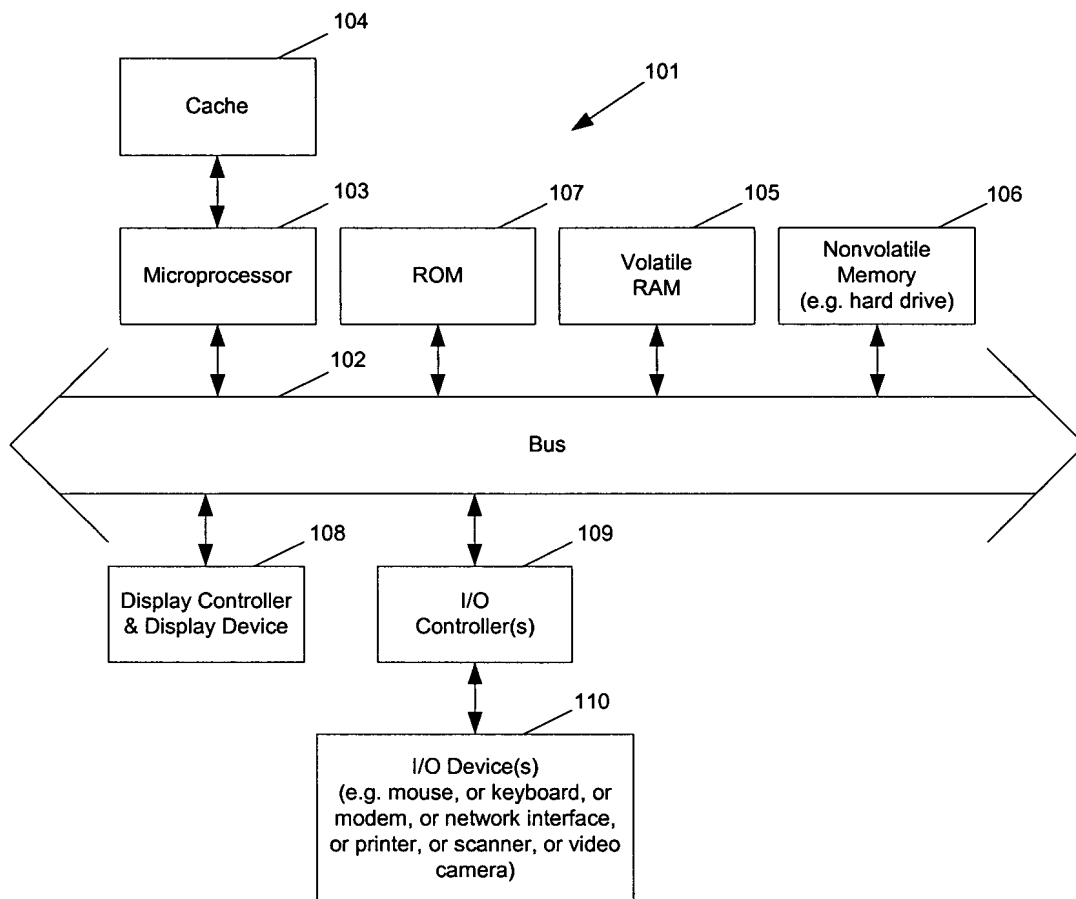 104
Cache
101
103
Microprocessor
107
ROM
105
Volatile
RAM
106
Nonvolatile
Memory
(e.g. hard drive)
102
Bus
108
Display Controller
& Display Device
109
I/O
Controller(s)
110
I/O Device(s)
(e.g. mouse, or keyboard, or
modem, or network interface,
or printer, or scanner, or video
camera)